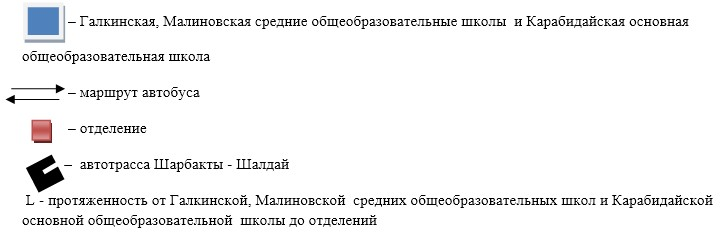 – Галкинская, Малиновская средние общеобразовательные школы и Карабидайская основная
общеобразовательная школа
– маршрут автобуса
– отделение
– автотрасса Шарбакты - Шалдай
L - протяженность от Галкинской, Малиновской средних общеобразовательных школ и Карабидайской
основной общеобразовательной школы до отделений